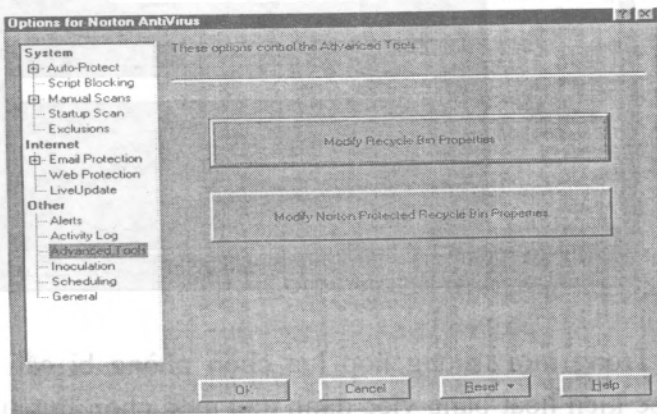 Options for Norton AntiVirus
System
Auto-Protect
Script Blocking
Manual Scans
Startup Scan
Exclusions
Internet
Email Protection
Web Protection
LiveUpdate
Other
Alerts
Activity Log
Advanced Tools
Inoculation
Scheduling
General
These options control the Advanced Tools.
Modify Recycle Bin Properties
Modify Norton Protected Recycle Bin Properties
OK
Cancel
Reset
Help